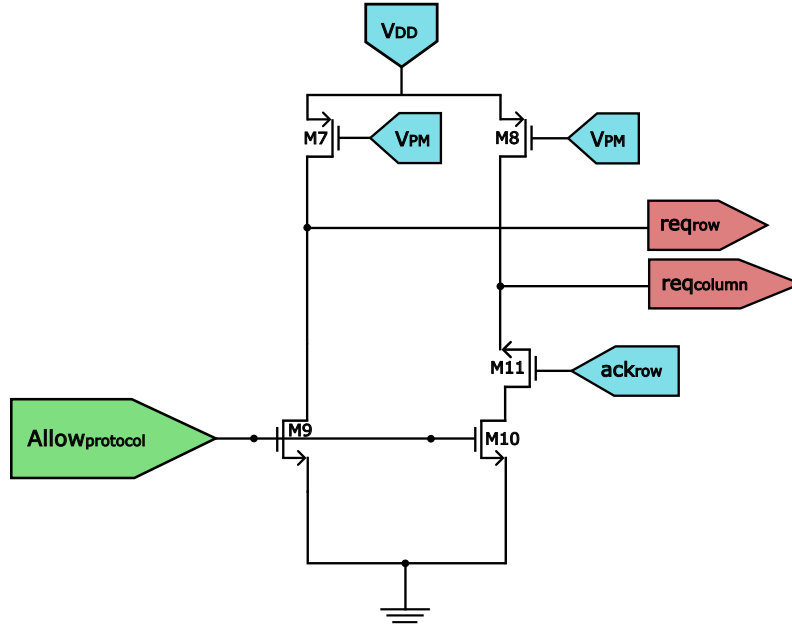 VDD
M7
VPM
M8
VPM
reqrow
reqcolumn
M11
ackrow
Allowprotocol
M9
M10